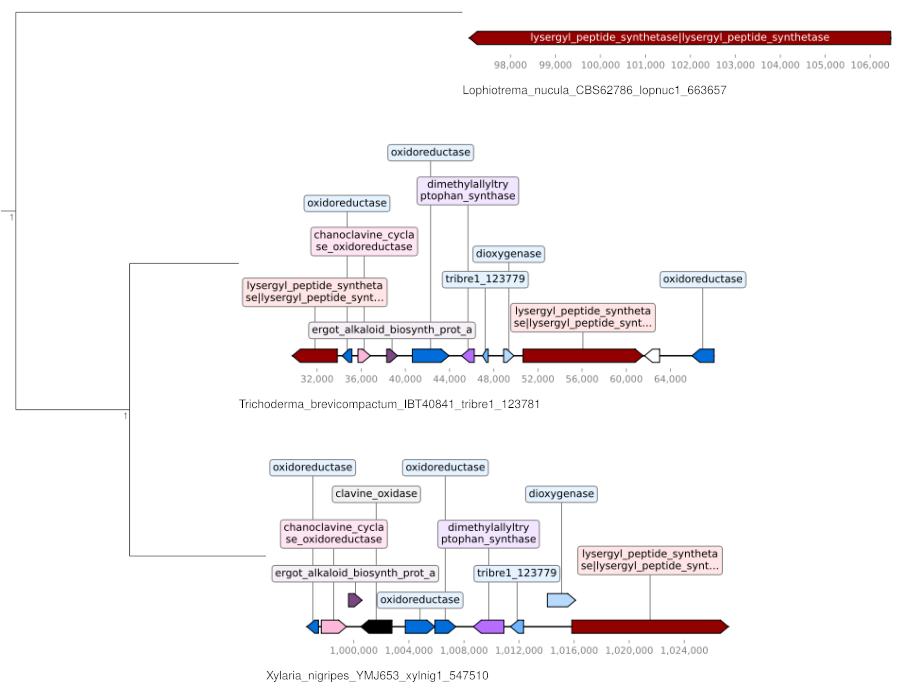 lysergyl_peptide_synthetase|lysergyl_peptide_synthetase
98,000 99,000 100,000 101,000 102,000 103,000 104,000 105,000 106,000
Lophiotrema_nucula_CBS62786_lopnuc1_663657
1
oxidoreductase
dimethylallyltry
ptophan_synthase
oxidoreductase
chanoclavine_cycla
se_oxidoreductase
dioxygenase
tribre1_123779
oxidoreductase
lysergyl_peptide_syntheta
se|lysergyl_peptide_synt...
lysergyl_peptide_syntheta
se|lysergyl_peptide_synt...
ergot_alkaloid_biosynth_prot_a
32,000 36,000 40,000 44,000 48,000 52,000 56,000 60,000 64,000
Trichoderma_brevicompactum_IBT40841_tribre1_123781
1
oxidoreductase
oxidoreductase
clavine_oxidase
dioxygenase
chanoclavine_cycla
se_oxidoreductase
dimethylallyltry
ptophan_synthase
lysergyl_peptide_syntheta
se|lysergyl_peptide_synt...
ergot_alkaloid_biosynth_prot_a
tribre1_123779
oxidoreductase
1,000,000 1,004,000 1,008,000 1,012,000 1,016,000 1,020,000 1,024,000
Xylaria_nigripes_YMJ653_xylnig1_547510